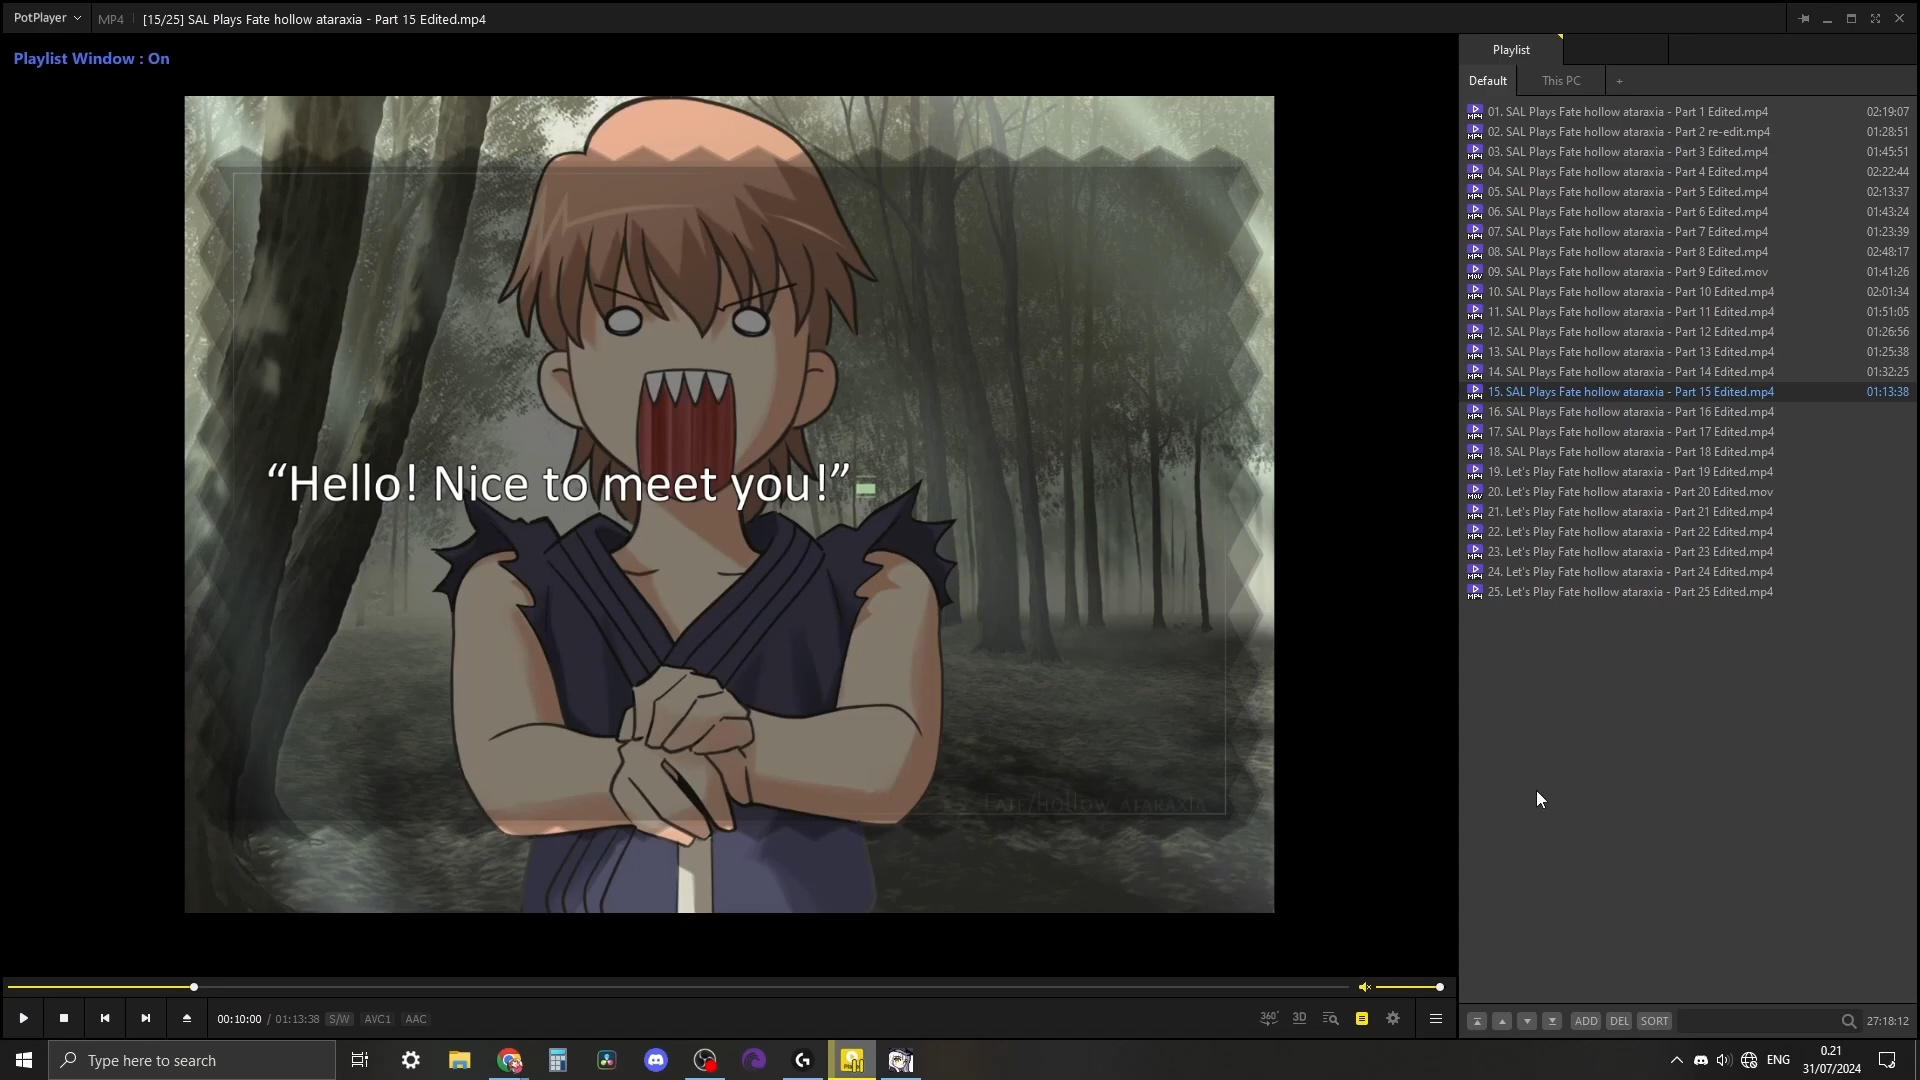 PotPlayer
MP4
[15/25] SAL Plays Fate hollow ataraxia - Part 15 Edited.mp4
Playlist Window : On
“Hello! Nice to meet you!”
Fate/hollow ataraxia
Playlist
Default
This PC
+
01. SAL Plays Fate hollow ataraxia - Part 1 Edited.mp4 02:19:07
02. SAL Plays Fate hollow ataraxia - Part 2 re-edit.mp4 01:28:51
03. SAL Plays Fate hollow ataraxia - Part 3 Edited.mp4 01:45:51
04. SAL Plays Fate hollow ataraxia - Part 4 Edited.mp4 02:22:44
05. SAL Plays Fate hollow ataraxia - Part 5 Edited.mp4 02:13:37
06. SAL Plays Fate hollow ataraxia - Part 6 Edited.mp4 01:43:24
07. SAL Plays Fate hollow ataraxia - Part 7 Edited.mp4 01:23:39
08. SAL Plays Fate hollow ataraxia - Part 8 Edited.mp4 02:48:17
09. SAL Plays Fate hollow ataraxia - Part 9 Edited.mov 01:41:26
10. SAL Plays Fate hollow ataraxia - Part 10 Edited.mp4 02:01:34
11. SAL Plays Fate hollow ataraxia - Part 11 Edited.mp4 01:51:05
12. SAL Plays Fate hollow ataraxia - Part 12 Edited.mp4 01:26:56
13. SAL Plays Fate hollow ataraxia - Part 13 Edited.mp4 01:25:38
14. SAL Plays Fate hollow ataraxia - Part 14 Edited.mp4 01:32:25
15. SAL Plays Fate hollow ataraxia - Part 15 Edited.mp4 01:13:38
16. SAL Plays Fate hollow ataraxia - Part 16 Edited.mp4
17. SAL Plays Fate hollow ataraxia - Part 17 Edited.mp4
18. SAL Plays Fate hollow ataraxia - Part 18 Edited.mp4
19. Let's Play Fate hollow ataraxia - Part 19 Edited.mp4
20. Let's Play Fate hollow ataraxia - Part 20 Edited.mov
21. Let's Play Fate hollow ataraxia - Part 21 Edited.mp4
22. Let's Play Fate hollow ataraxia - Part 22 Edited.mp4
23. Let's Play Fate hollow ataraxia - Part 23 Edited.mp4
24. Let's Play Fate hollow ataraxia - Part 24 Edited.mp4
25. Let's Play Fate hollow ataraxia - Part 25 Edited.mp4
00:10:00 / 01:13:38 S/W AVC1 AAC
360° 3D
ADD DEL SORT
27:18:12
Type here to search
ENG
0.21
31/07/2024